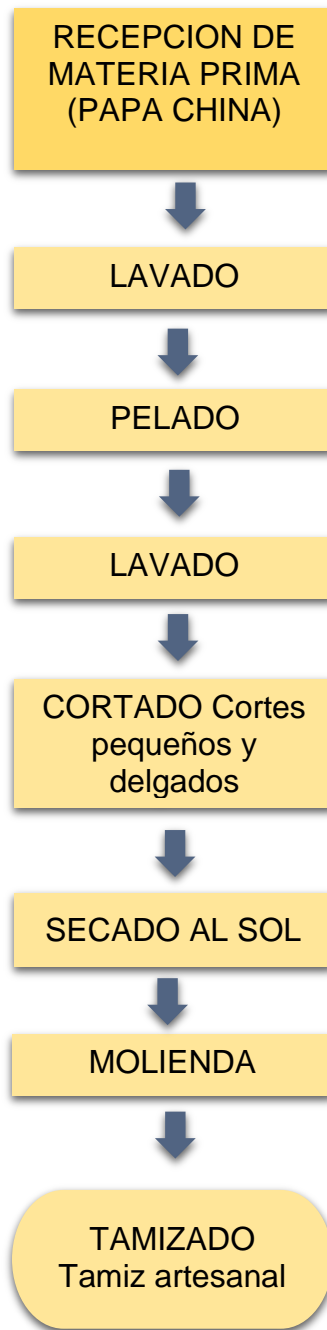 RECEPCION DE
MATERIA PRIMA
(PAPA CHINA)
LAVADO
PELADO
LAVADO
CORTADO Cortes
pequeños y
delgados
SECADO AL SOL
MOLIENDA
TAMIZADO
Tamiz artesanal